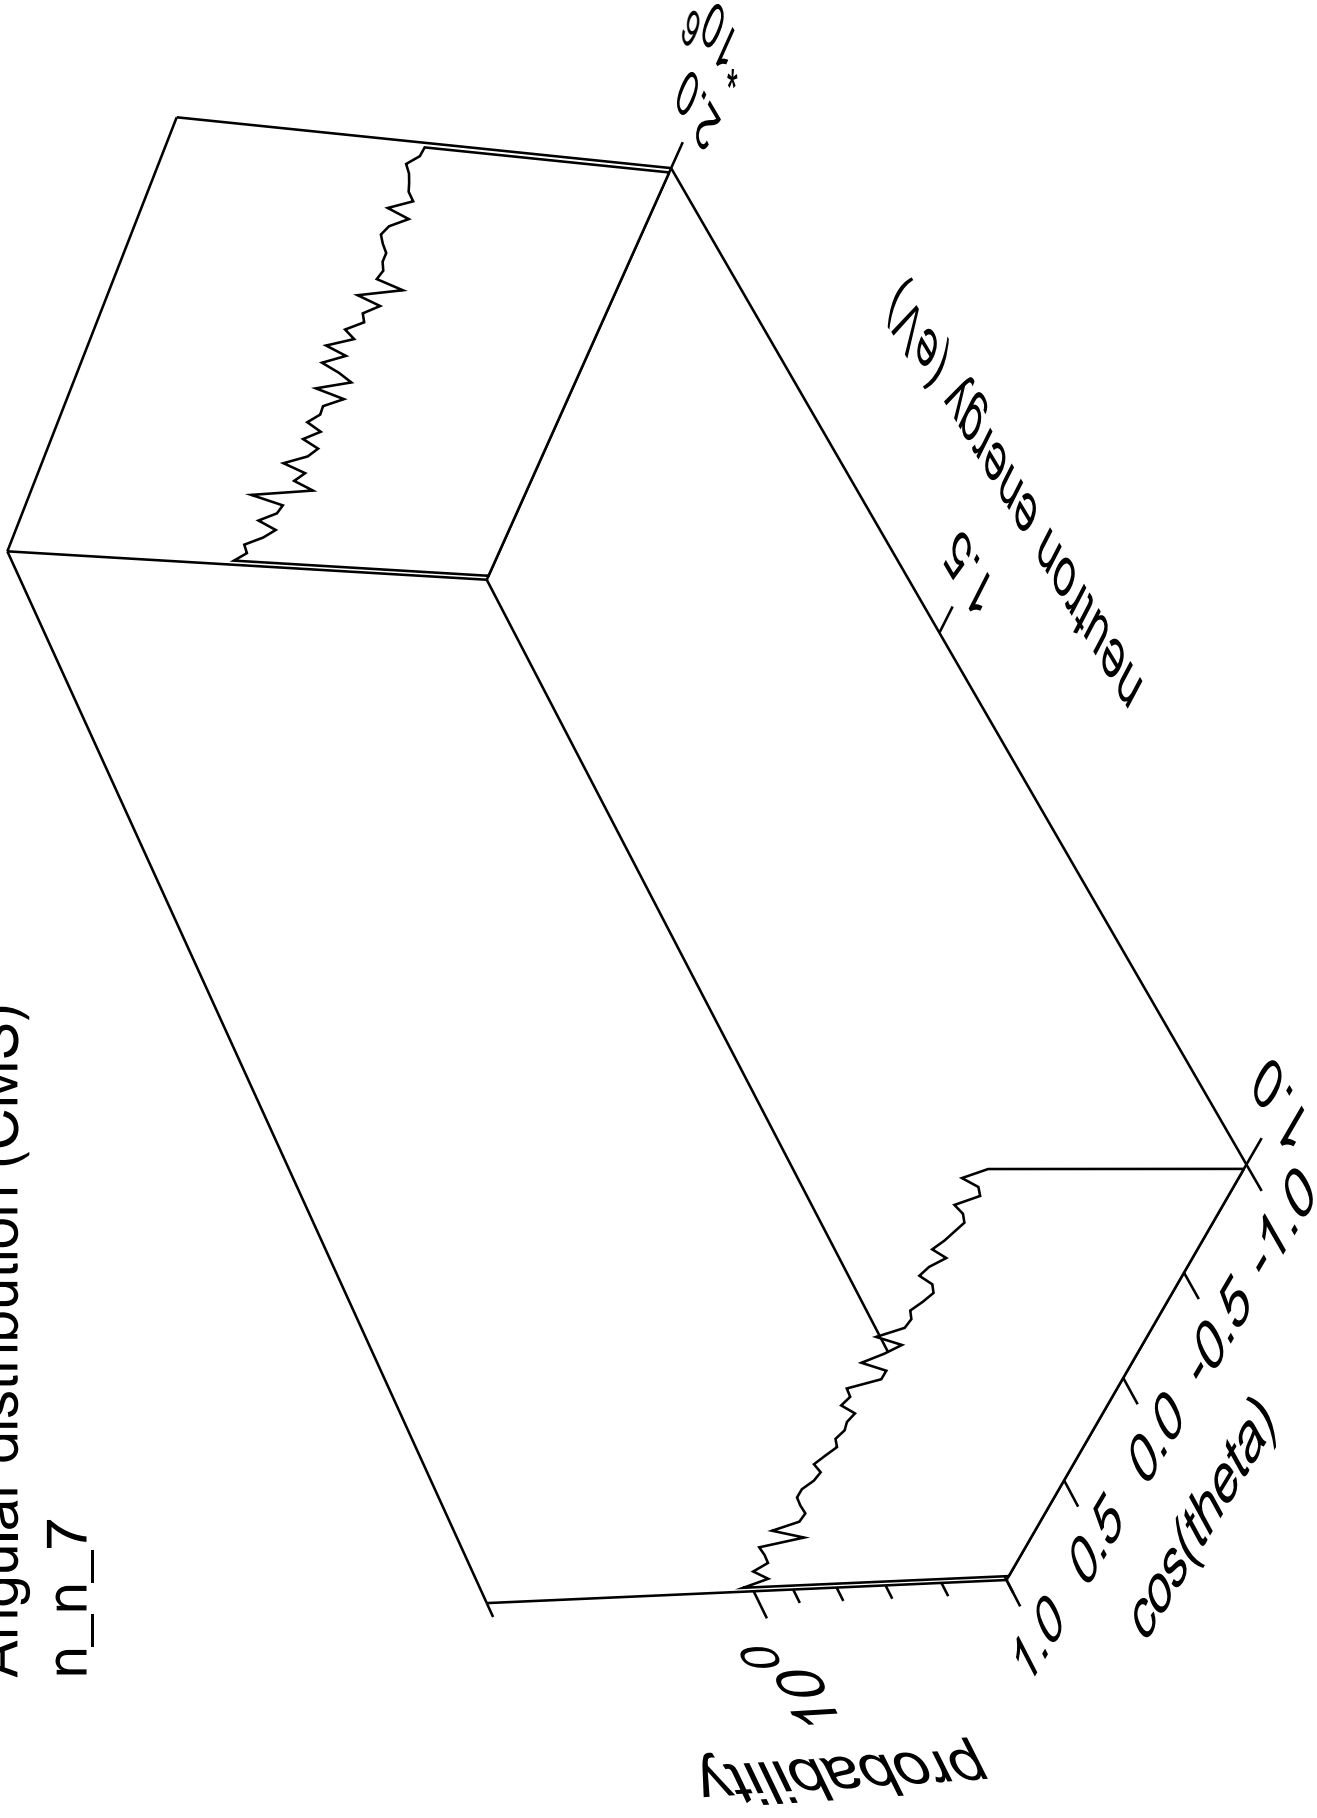 Angular distribution (CMS)
n_n_7
probability
10^0
1.0
0.5
0.0
-0.5
-1.0
cos(theta)
1.0
1.5
2.0
*10^6
neutron energy (eV)